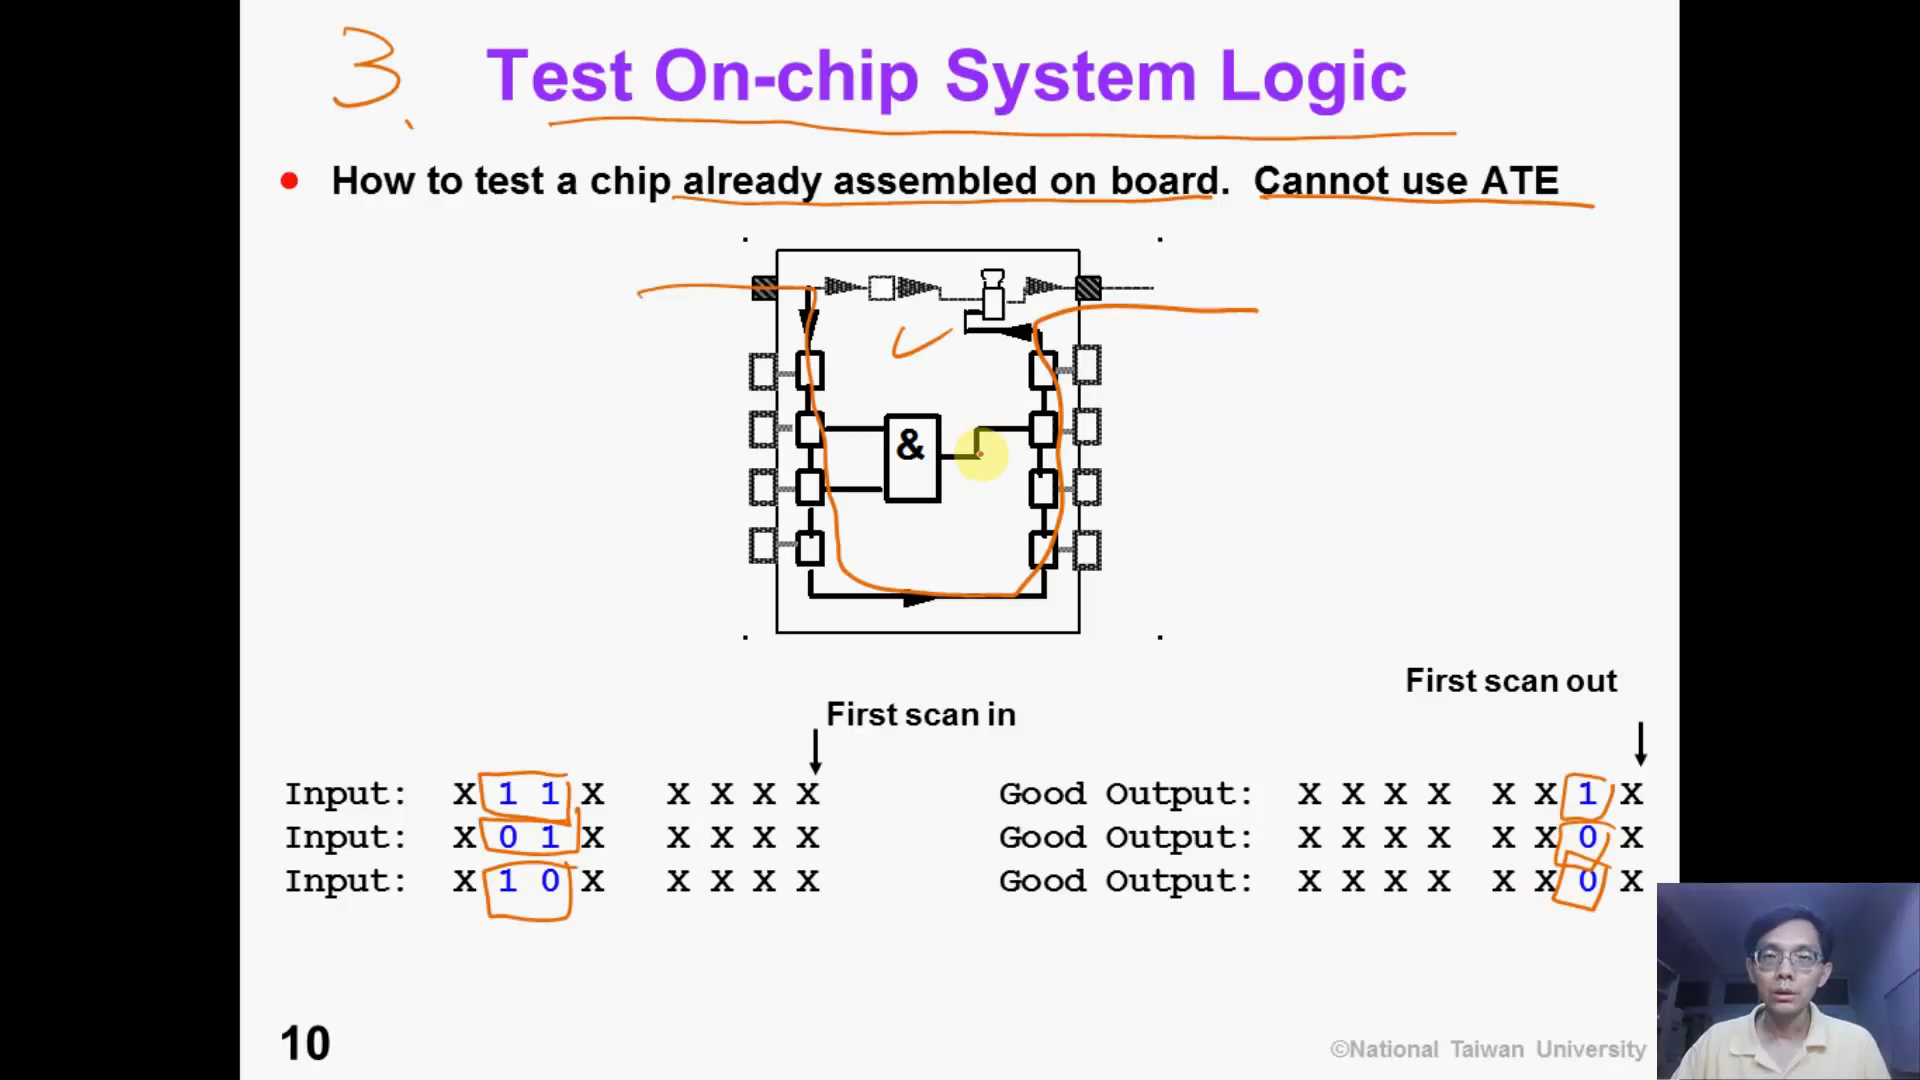 3.
Test On-chip System Logic
• How to test a chip already assembled on board. Cannot use ATE
&
First scan in
First scan out
Input: X 1 1 X X X X X Good Output: X X X X X X 1 X
Input: X 0 1 X X X X X Good Output: X X X X X X 0 X
Input: X 1 0 X X X X X Good Output: X X X X X X 0 X
10
©National Taiwan University